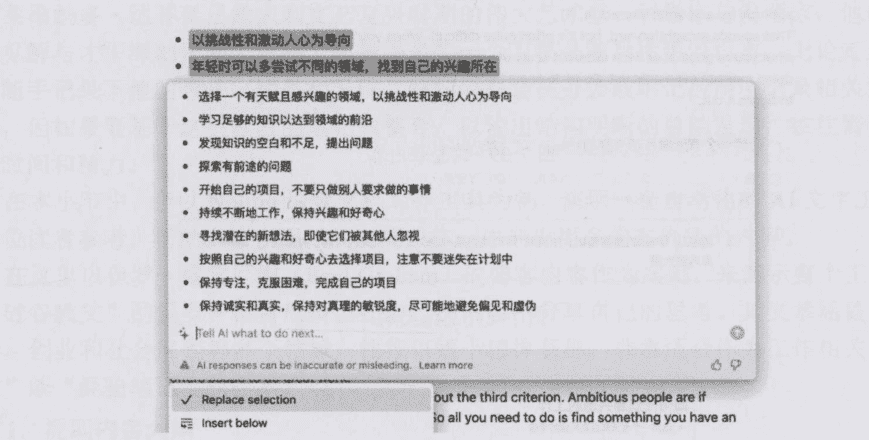 以挑战性和激动人心为导向
年轻时可以多尝试不同的领域，找到自己的兴趣所在
选择一个有天赋且感兴趣的领域，以挑战性和激动人心为导向
学习足够的知识以达到领域的前沿
发现知识的空白和不足，提出问题
探索有前途的问题
开始自己的项目，不要只做别人要求做的事情
持续不断地工作，保持兴趣和好奇心
寻找潜在的新想法，即使它们被其他人忽视
按照自己的兴趣和好奇心去选择项目，注意不要迷失在计划中
保持专注，克服困难，完成自己的项目
保持诚实和真实，保持对真理的敏锐度，尽可能地避免偏见和虚伪
Tell AI what to do next...
AI responses can be inaccurate or misleading. Learn more
Replace selection
out the third criterion. Ambitious people are if
Insert below
So all you need to do is find something you have an